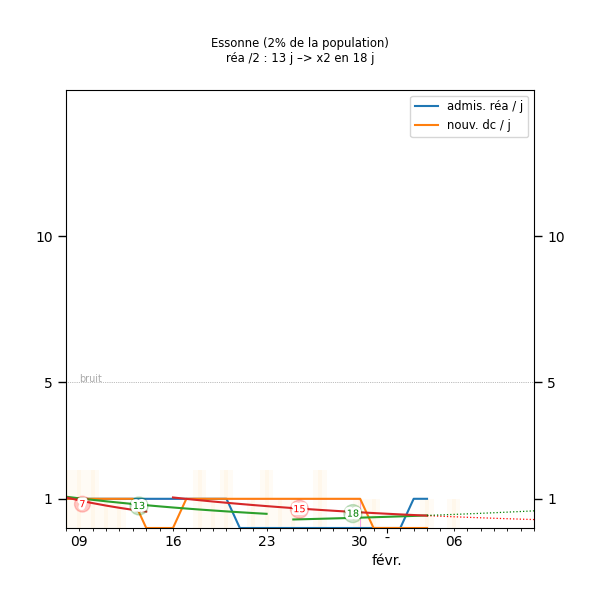 Essonne (2% de la population)
réa /2 : 13 j –> x2 en 18 j
admis. réa / j
nouv. dc / j
10
10
bruit
5
5
1
1
7
13
15
18
09
16
23
30
-
06
févr.